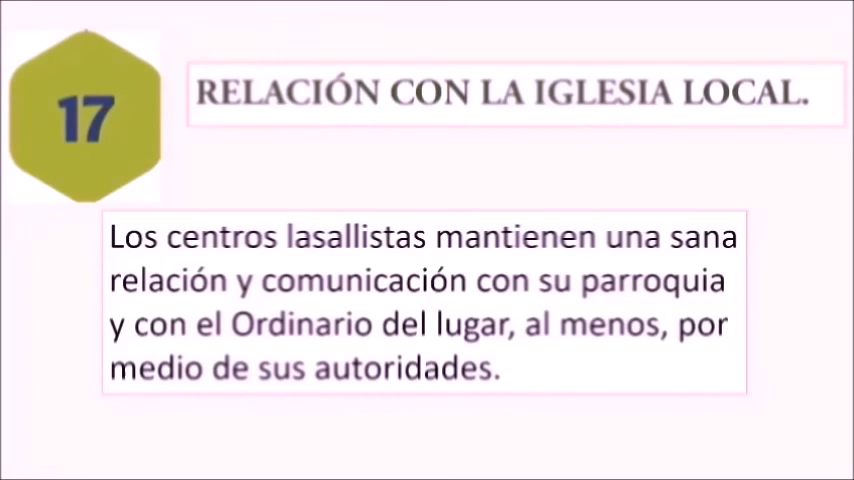 17
RELACIÓN CON LA IGLESIA LOCAL.
Los centros lasallistas mantienen una sana
relación y comunicación con su parroquia
y con el Ordinario del lugar, al menos, por
medio de sus autoridades.